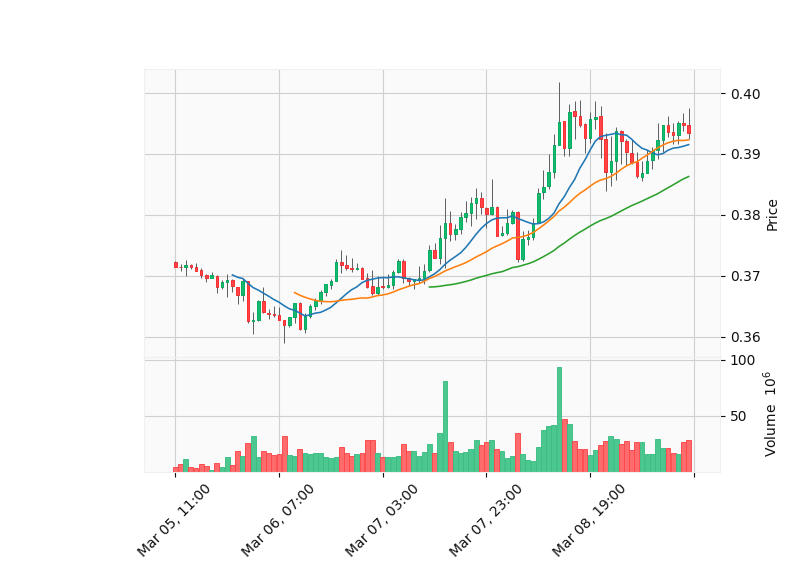 0.40
0.39
0.38
0.37
0.36
Price
100
50
Volume 10^6
Mar 05, 11:00
Mar 06, 07:00
Mar 07, 03:00
Mar 07, 23:00
Mar 08, 19:00